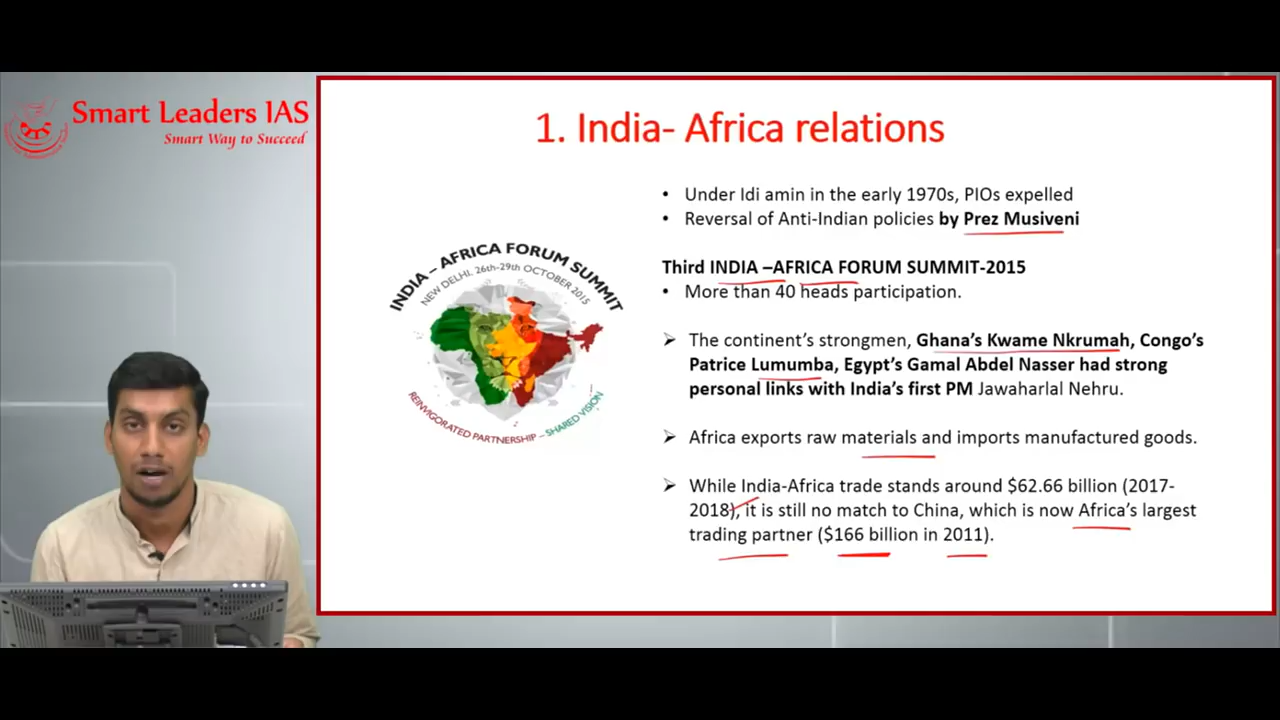 Smart Leaders IAS
Smart Way to Succeed
1. India- Africa relations
INDIA – AFRICA FORUM SUMMIT
NEW DELHI, 26th-29th OCTOBER 2015
REINVIGORATED PARTNERSHIP – SHARED VISION
• Under Idi amin in the early 1970s, PIOs expelled
• Reversal of Anti-Indian policies by Prez Musiveni
Third INDIA –AFRICA FORUM SUMMIT-2015
• More than 40 heads participation.
➢ The continent’s strongmen, Ghana’s Kwame Nkrumah, Congo’s
Patrice Lumumba, Egypt’s Gamal Abdel Nasser had strong
personal links with India’s first PM Jawaharlal Nehru.
➢ Africa exports raw materials and imports manufactured goods.
➢ While India-Africa trade stands around $62.66 billion (2017-
2018), it is still no match to China, which is now Africa’s largest
trading partner ($166 billion in 2011).